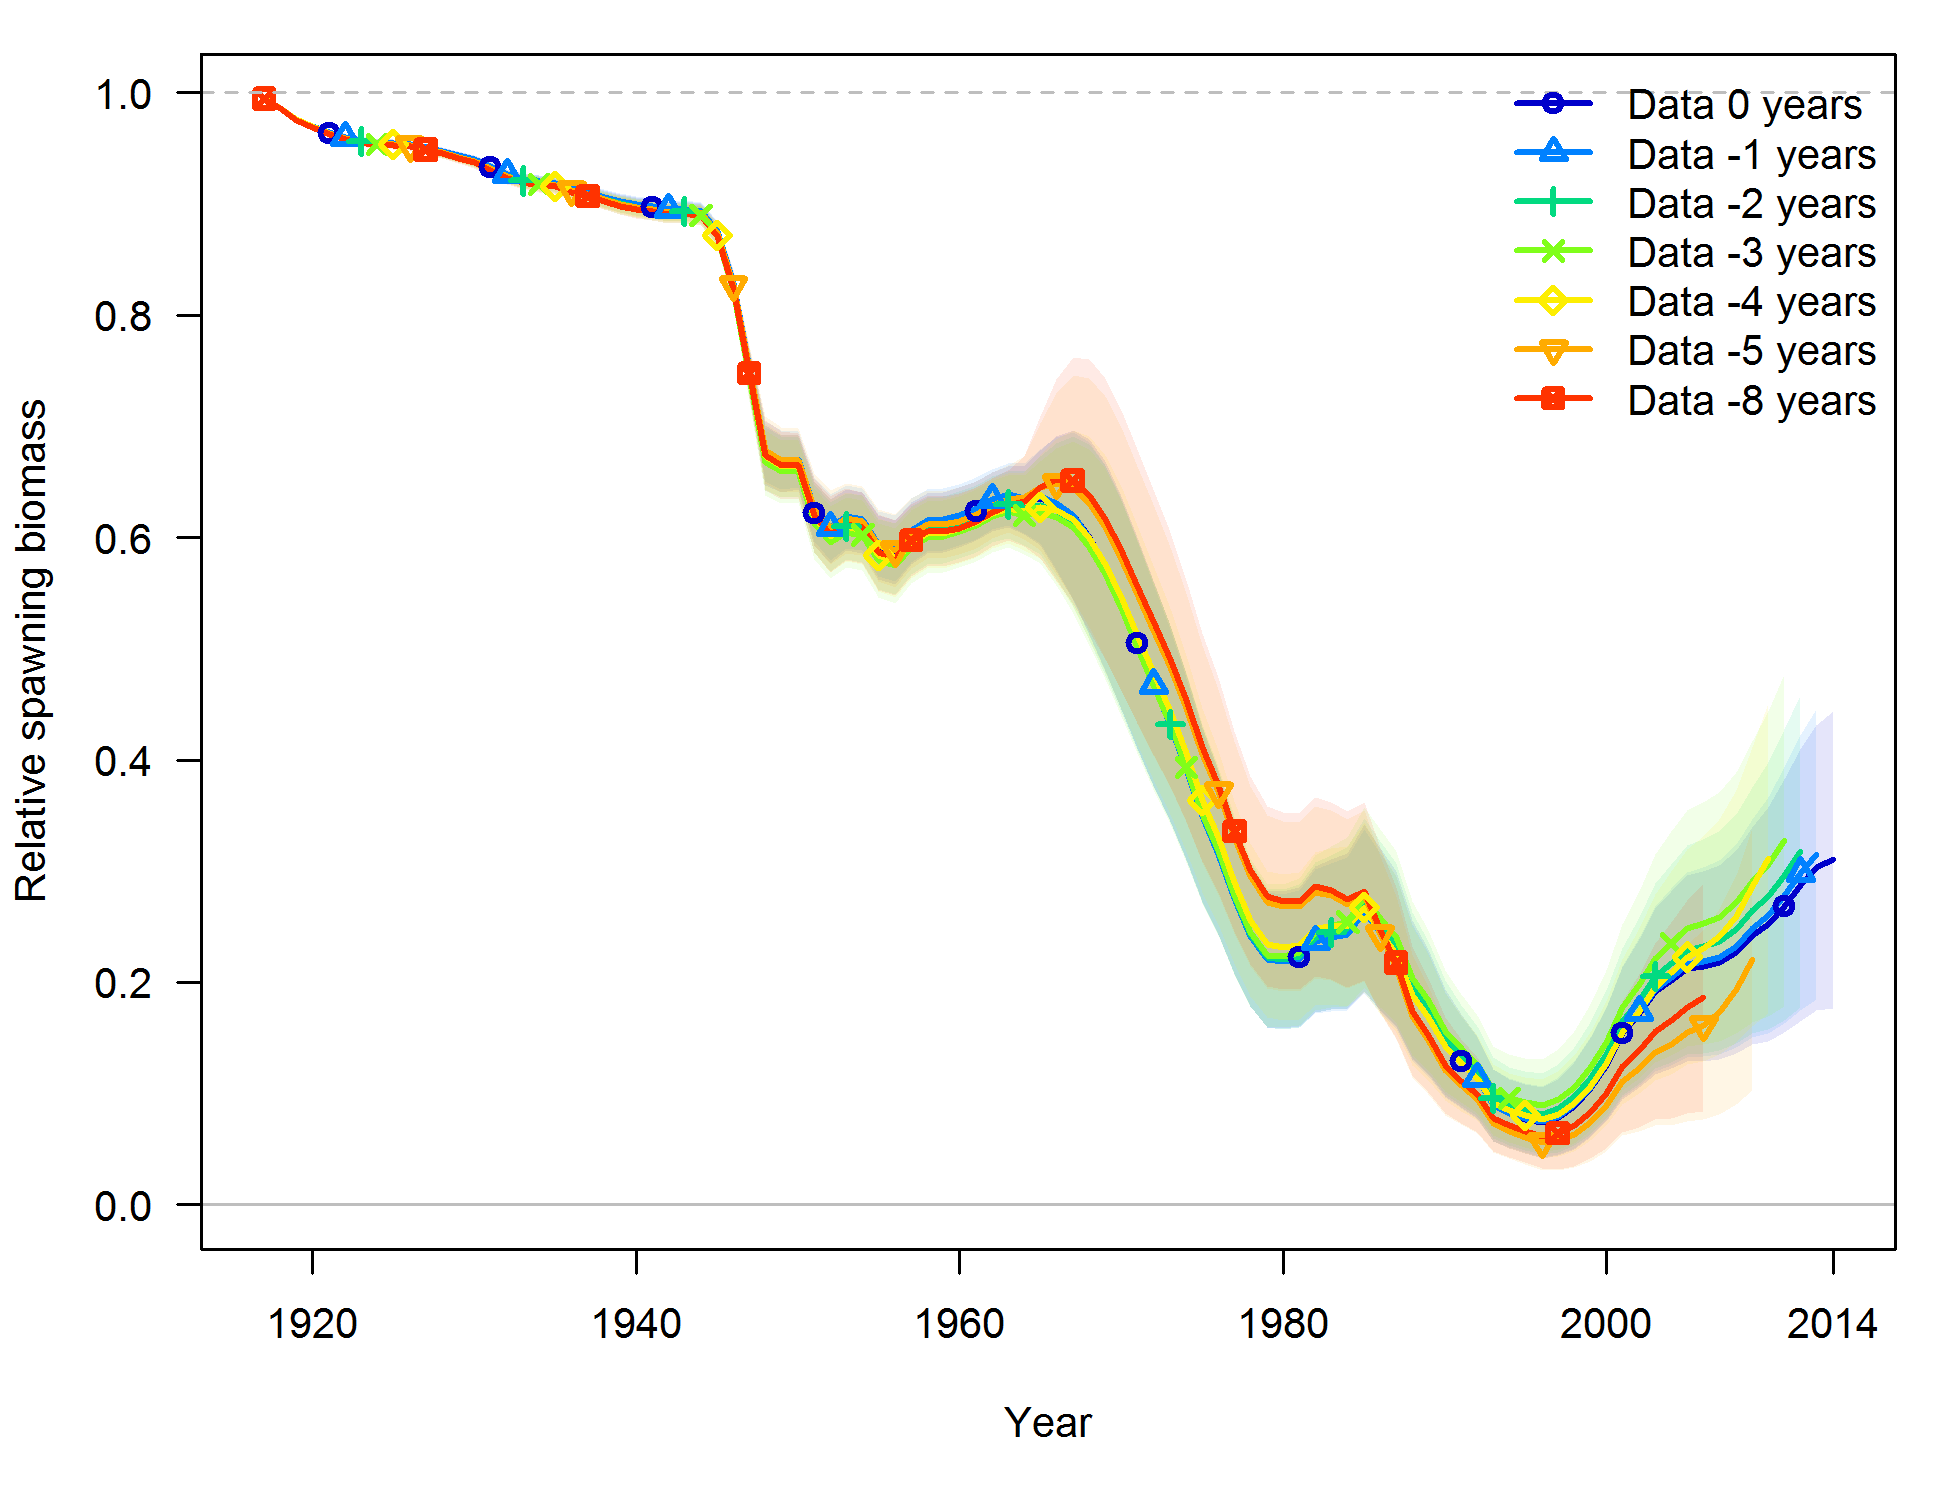 1.0
0.8
0.6
0.4
0.2
0.0
Relative spawning biomass
Data 0 years
Data -1 years
Data -2 years
Data -3 years
Data -4 years
Data -5 years
Data -8 years
1920
1940
1960
1980
2000
2014
Year